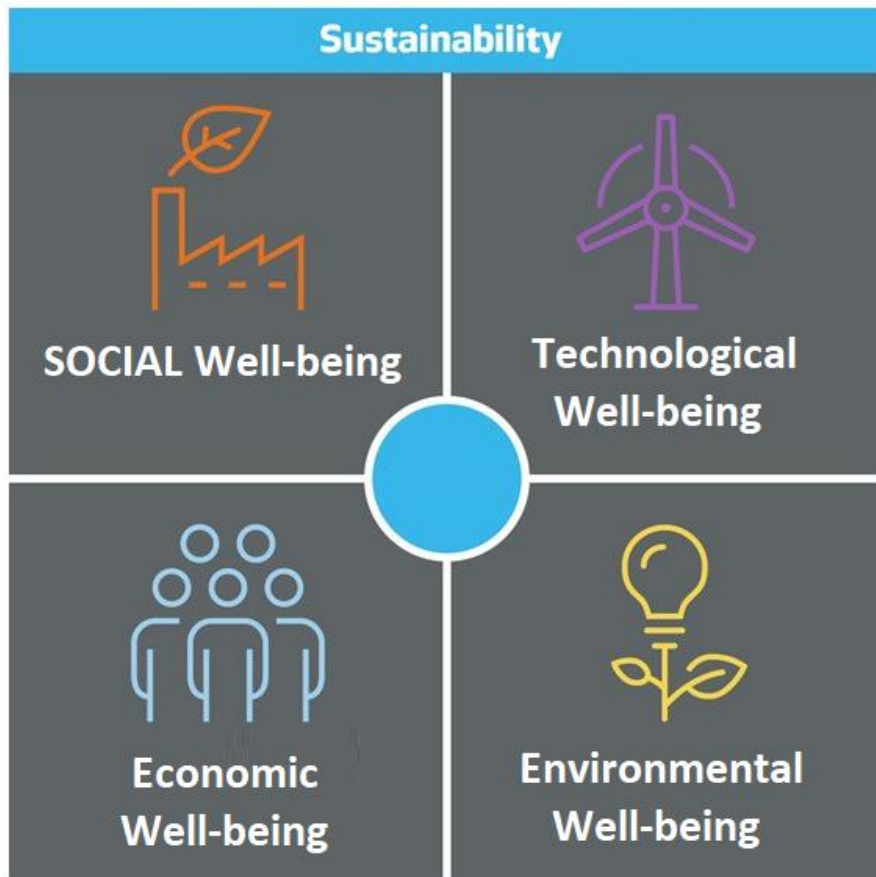 Sustainability
SOCIAL Well-being
Technological
Well-being
Economic
Well-being
Environmental
Well-being